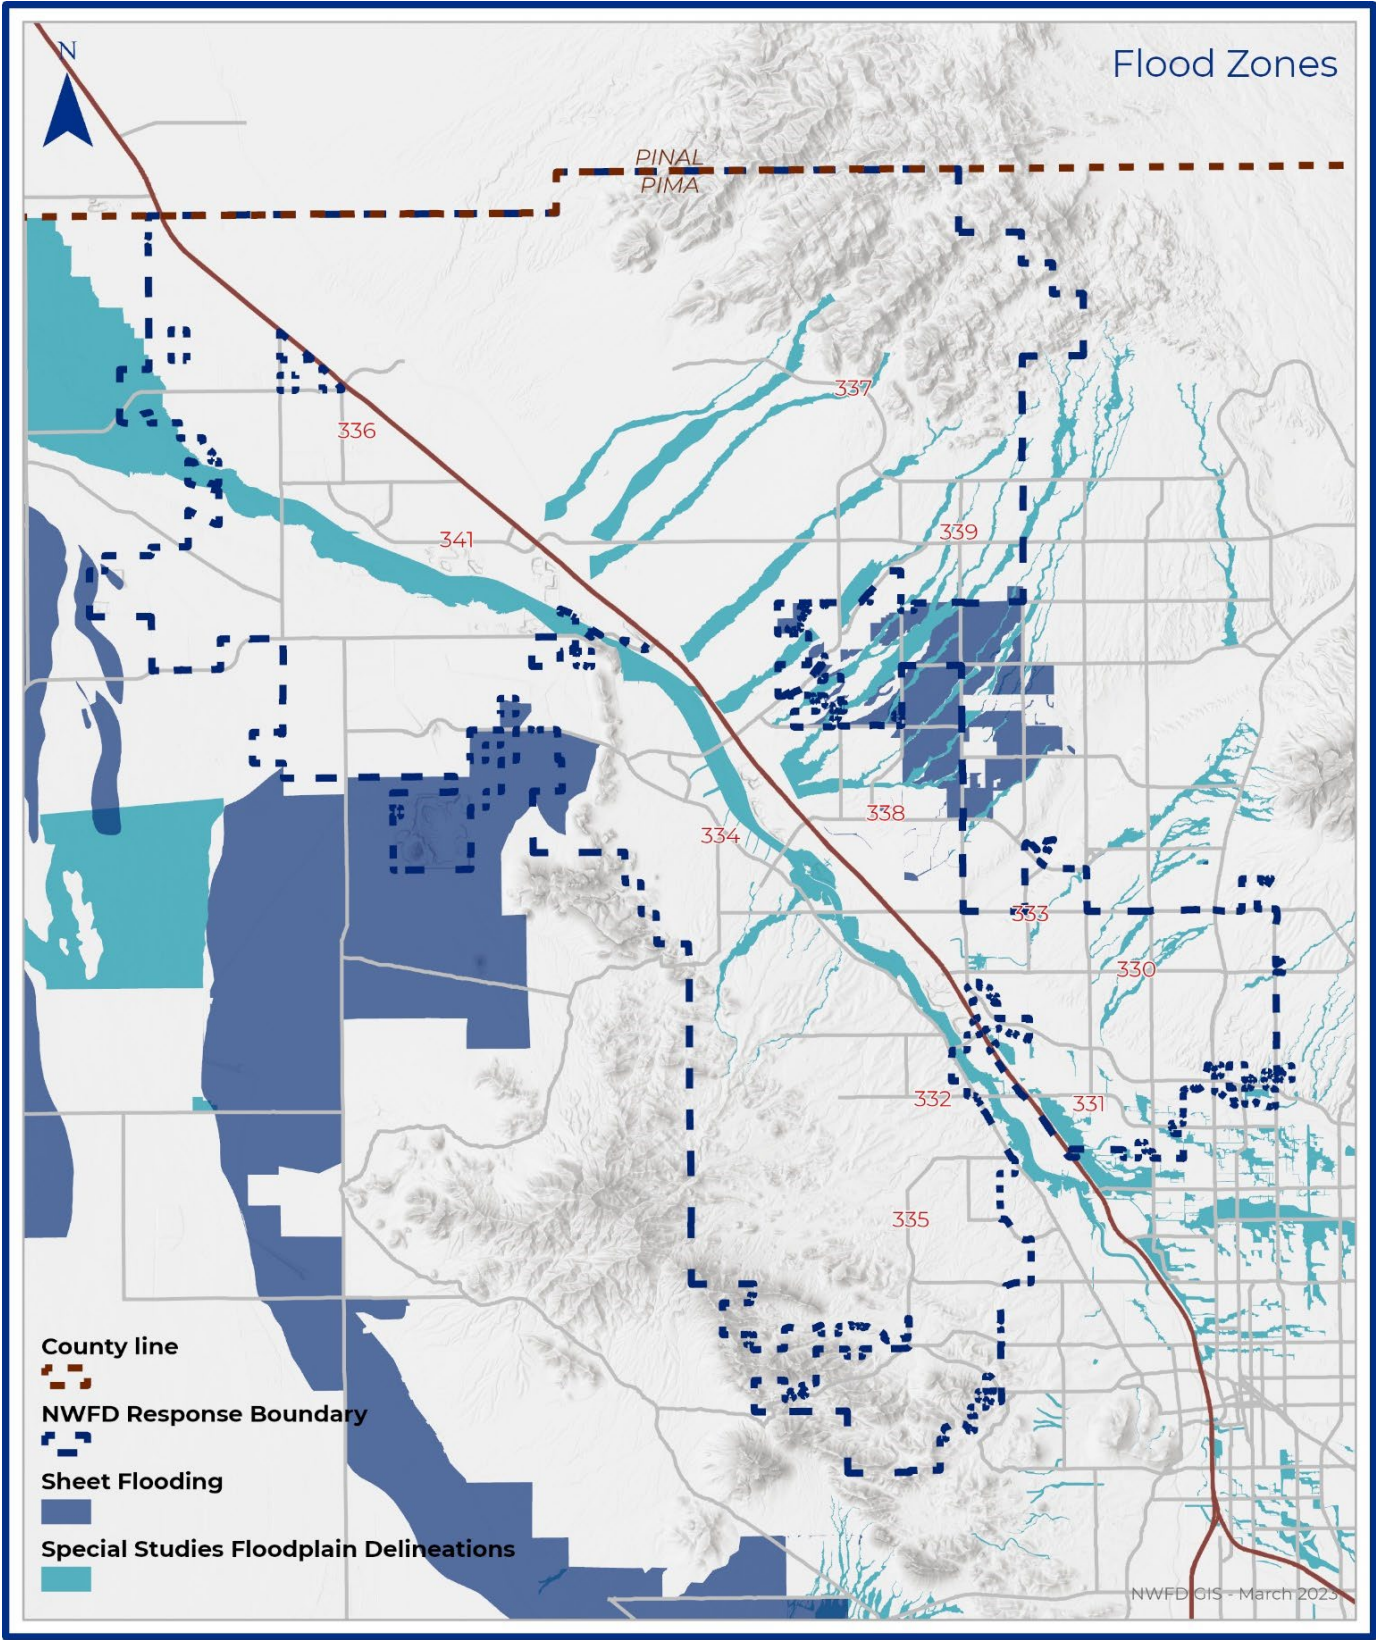 N
Flood Zones
PINAL
PIMA
337
336
339
341
338
334
333
330
332
331
335
County line
NWFD Response Boundary
Sheet Flooding
Special Studies Floodplain Delineations
NWFD GIS - March 2023